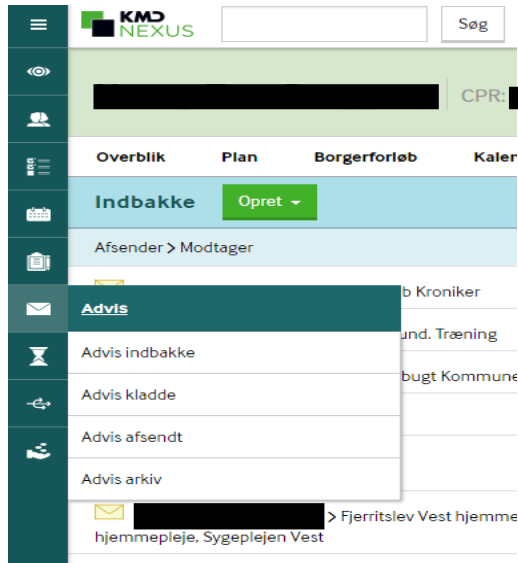 KMD
NEXUS
Søg
CPR:
Overblik Plan Borgerforløb Kaler
Indbakke Opret
Afsender > Modtager
b Kroniker
Advis
und. Træning
Advis indbakke
bugt Kommune
Advis kladde
Advis afsendt
Advis arkiv
> Fjerritslev Vest hjemme
hjemmepleje, Sygeplejen Vest